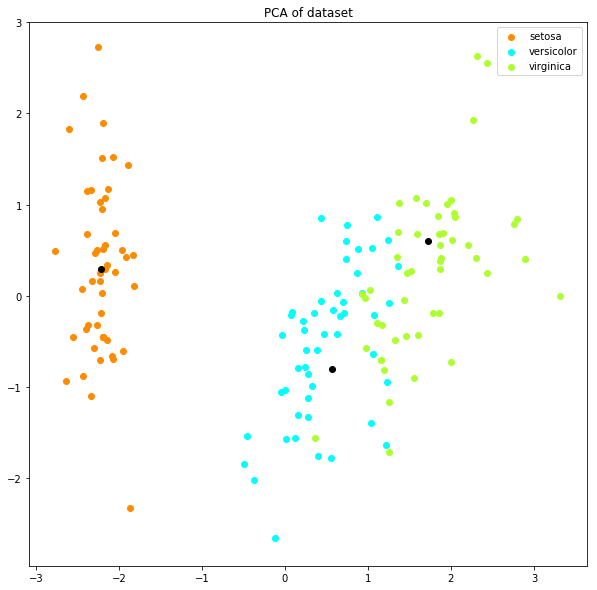 PCA of dataset
setosa
versicolor
virginica
3
2
1
0
−1
−2
−3 −2 −1 0 1 2 3